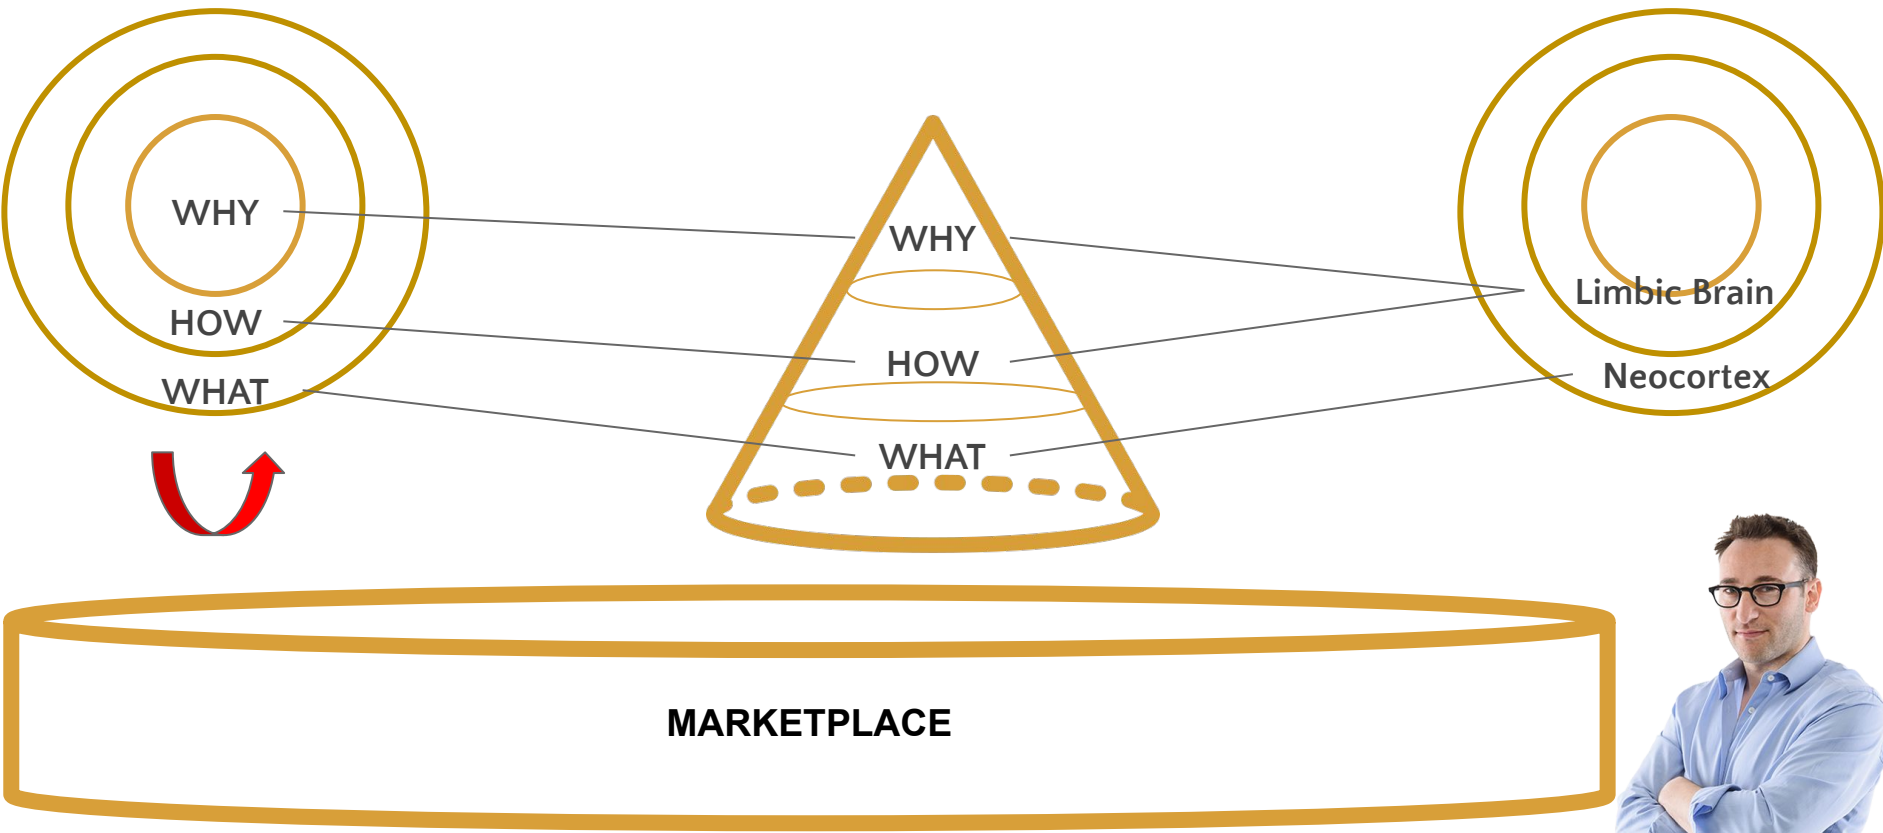 WHY
HOW
WHAT
WHY
HOW
WHAT
Limbic Brain
Neocortex
MARKETPLACE